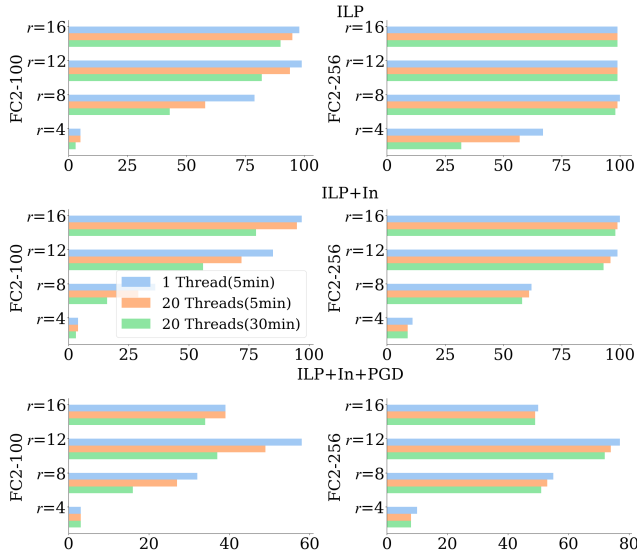 ILP
FC2-100
r=16
r=12
r=8
r=4
0 25 50 75 100
FC2-256
r=16
r=12
r=8
r=4
0 25 50 75 100
ILP+In
FC2-100
r=16
r=12
r=8
r=4
0 25 50 75 100
1 Thread(5min)
20 Threads(5min)
20 Threads(30min)
FC2-256
r=16
r=12
r=8
r=4
0 25 50 75 100
ILP+In+PGD
FC2-100
r=16
r=12
r=8
r=4
0 20 40 60
FC2-256
r=16
r=12
r=8
r=4
0 20 40 60 80